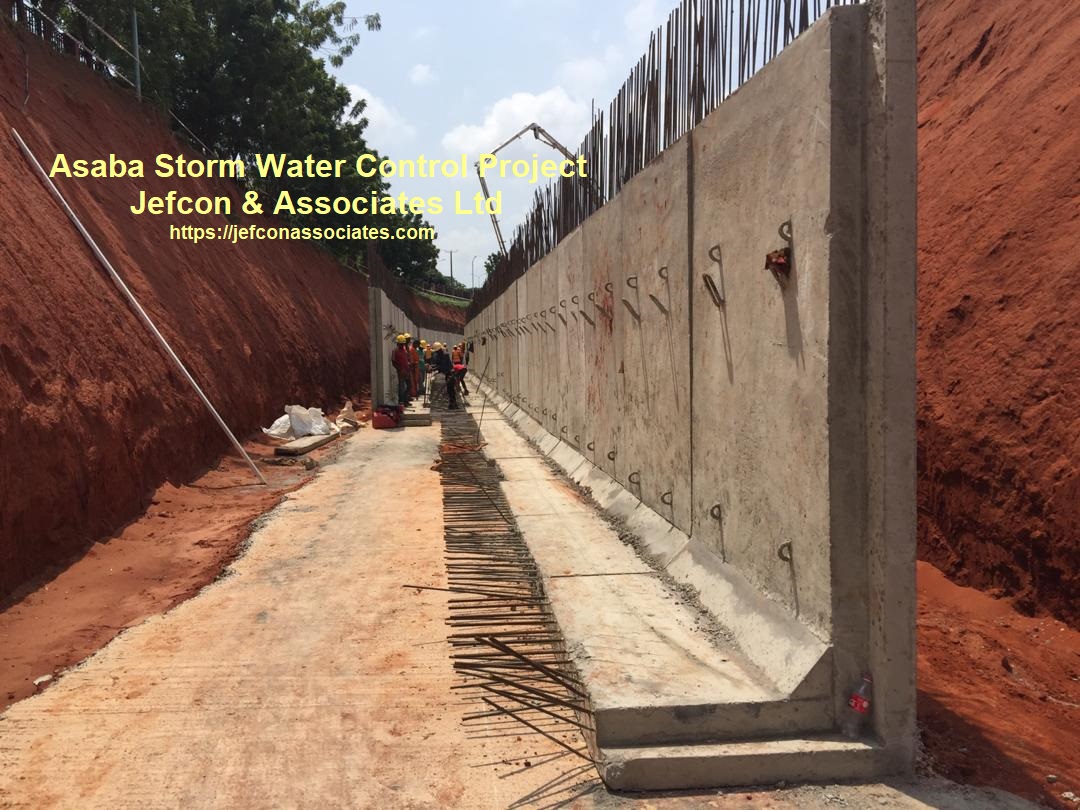 Asaba Storm Water Control Project
Jefcon & Associates Ltd
https://jefconassociates.com